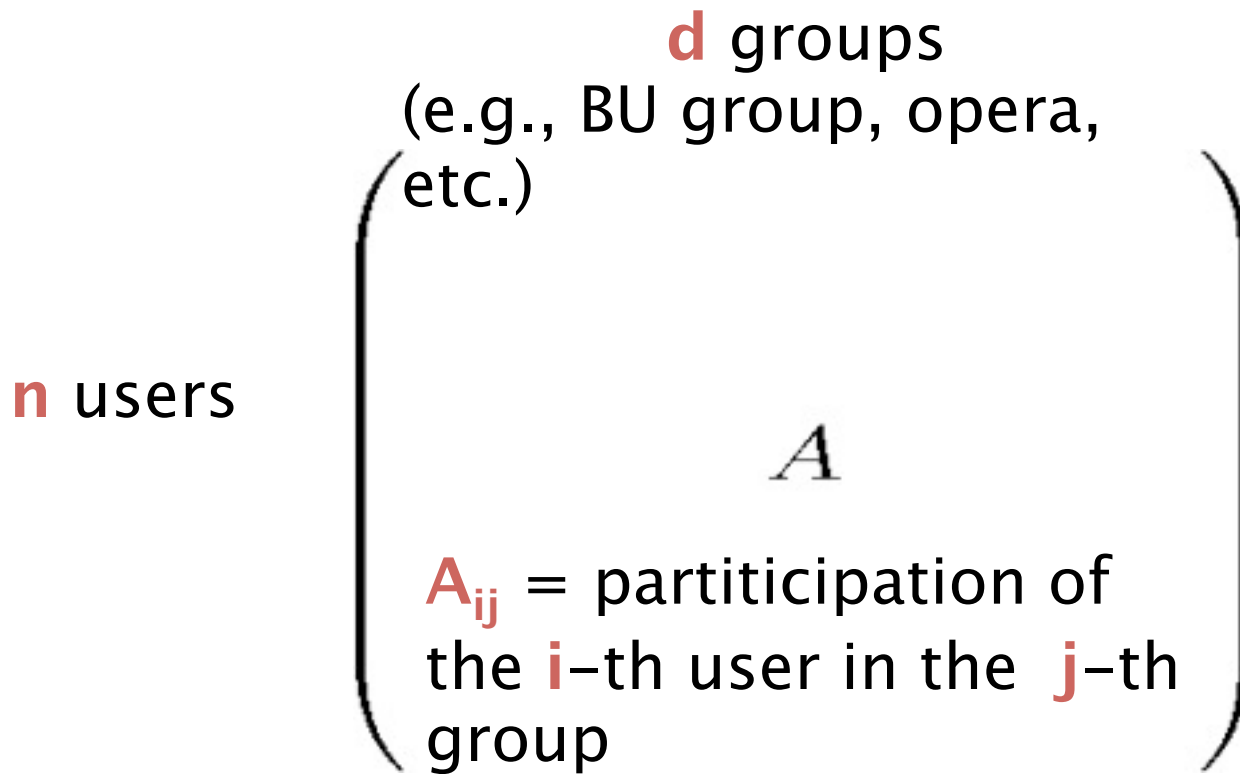 d groups
(e.g., BU group, opera,
etc.)
n users
A
Aij = partiticipation of
the i-th user in the j-th
group